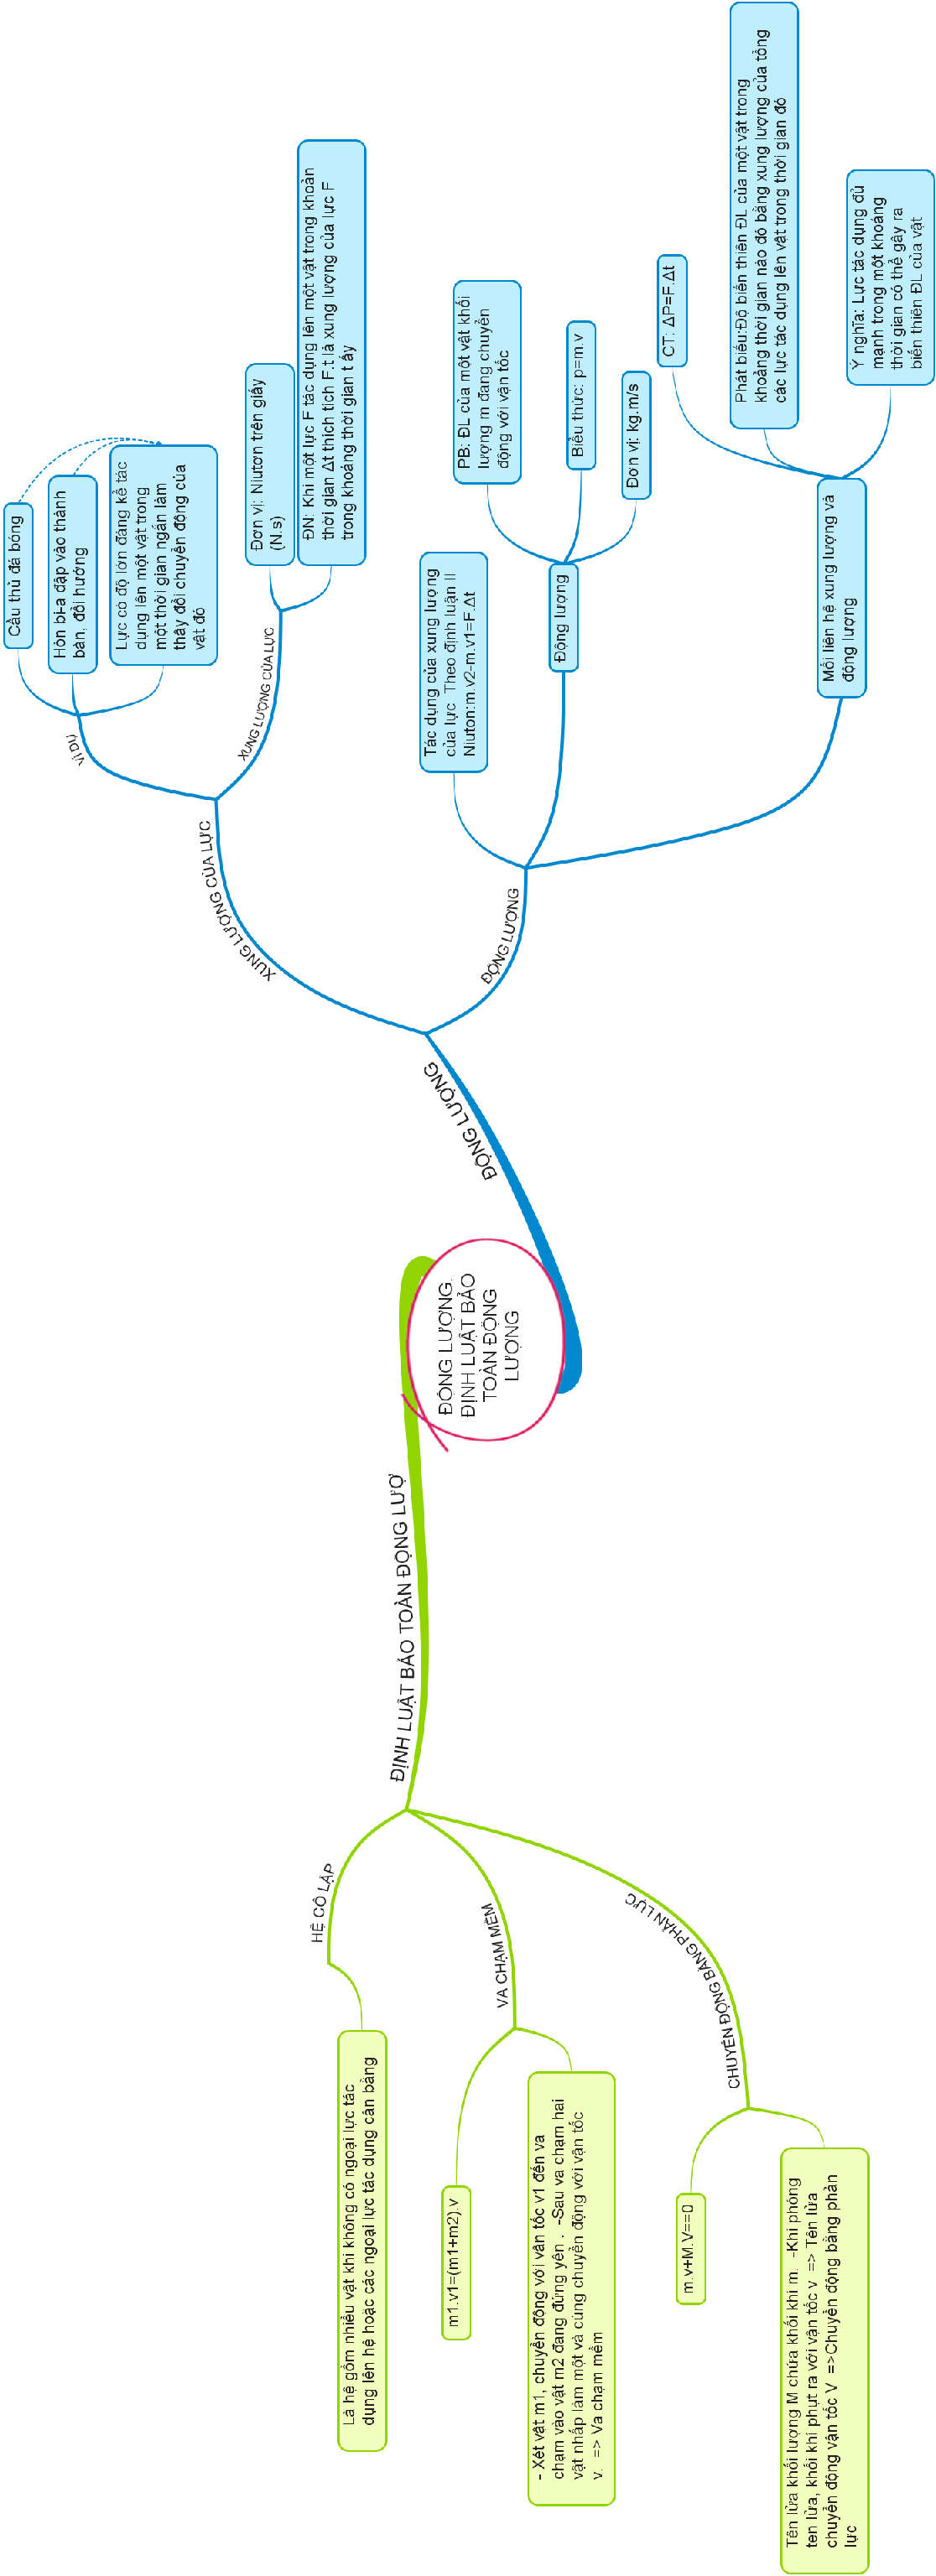 ĐỘNG LƯỢNG.
ĐỊNH LUẬT BẢO
TOÀN ĐỘNG
LƯỢNG
ĐỘNG LƯỢNG
XUNG LƯỢNG CỦA LỰC
VÍ DỤ
Cầu thủ đá bóng
Hòn bi-a đập vào thành
bàn, đổi hướng
Lực có độ lớn đáng kể tác
dụng lên một vật trong
một thời gian ngắn làm
thây đổi chuyển động của
vật đó
XUNG LƯỢNG CỦA LỰC
Đơn vị: Niutơn trên giây
(N.s)
ĐN: Khi một lực F tác dụng lên một vật trong khoản
thời gian Δt thích tích F.t là xung lượng của lực F
trong khoảng thời gian t ấy
ĐỘNG LƯỢNG
Tác dụng của xung lượng
của lực  Theo định luận II
Niuton:m.v2-m.v1=F.Δt
Động lượng
PB: ĐL của một vật khối
lượng m đang chuyển
động với vận tốc
Biểu thức: p=m.v
Đơn vị: kg.m/s
Mối liên hệ xung lượng và
động lượng
CT: ΔP=F.Δt
Phát biểu:Độ biến thiên ĐL của một vật trong
khoảng thời gian nào đó bằng xung lượng của tổng
các lực tác dụng lên vật trong thời gian đó
Ý nghĩa: Lực tác dụng đủ
mạnh trong một khoảng
thời gian có thể gây ra
biến thiên ĐL của vật
ĐỊNH LUẬT BẢO TOÀN ĐỘNG LƯỢ
HỆ CÔ LẬP
Là hệ gồm nhiều vật khi không có ngoại lực tác
dụng lên hệ hoặc các ngoại lực tác dụng cân bằng
VA CHẠM MỀM
m1.v1=(m1+m2).v
- Xét vật m1, chuyển động với vận tốc v1 đến va
chạm vào vật m2 đang đứng yên .  -Sau va chạm hai
vật nhấp làm một và cùng chuyển động với vận tốc
v.  => Va chạm mềm
CHUYỂN ĐỘNG BẰNG PHẢN LỰC
m.v+M.V==0
Tên lửa khối lượng M chứa khối khí m.  -Khi phóng
ten lửa, khối khí phụt ra với vận tốc v  => Tên lửa
chuyển động vận tốc V  =>Chuyển động bằng phản
lực